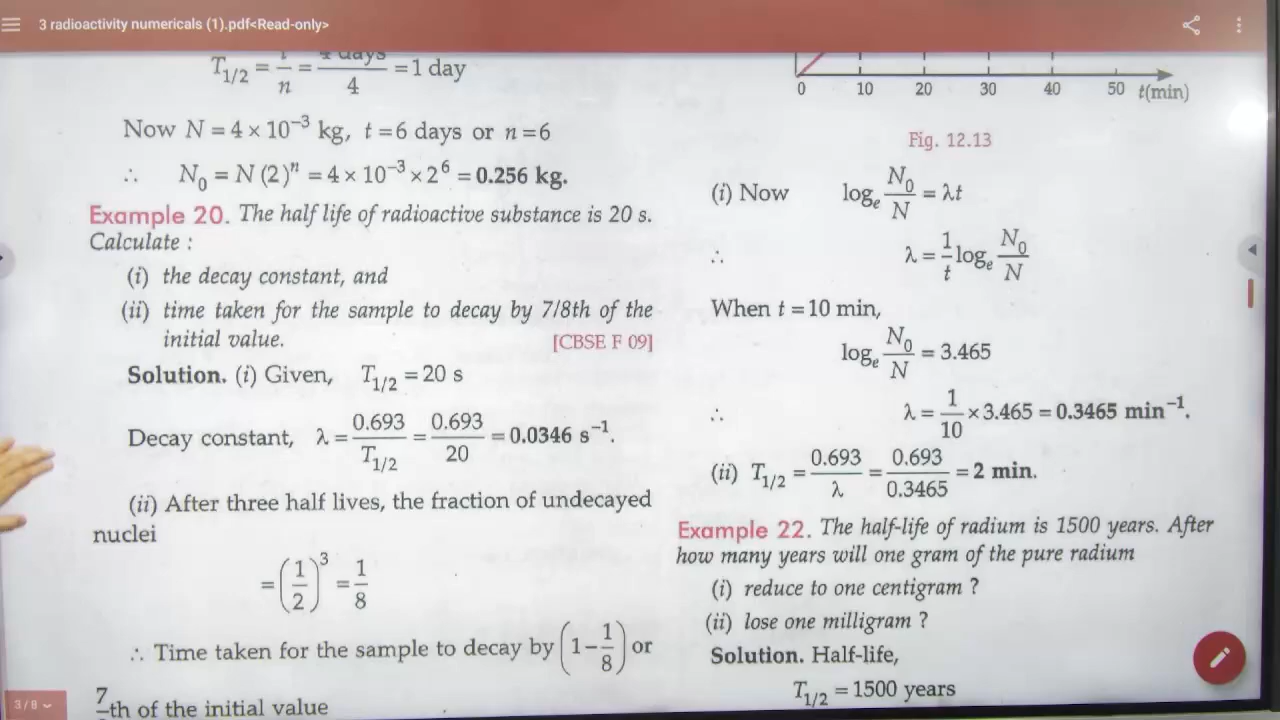 3 radioactivity numericals (1).pdf<Read-only>
T1/2 = t/n = 4 days/4 = 1 day
Now N = 4 × 10⁻³ kg, t = 6 days or n = 6
∴ N₀ = N (2)ⁿ = 4 × 10⁻³ × 2⁶ = 0.256 kg.
Example 20. The half life of radioactive substance is 20 s.
Calculate :
(i) the decay constant, and
(ii) time taken for the sample to decay by 7/8th of the
initial value. [CBSE F 09]
Solution. (i) Given, T1/2 = 20 s
Decay constant, λ = 0.693/T1/2 = 0.693/20 = 0.0346 s⁻¹.
(ii) After three half lives, the fraction of undecayed
nuclei
= (1/2)³ = 1/8
∴ Time taken for the sample to decay by (1 − 1/8) or
7/8th of the initial value
3 / 8
0 10 20 30 40 50 t(min)
Fig. 12.13
(i) Now logₑ N₀/N = λt
∴ λ = 1/t logₑ N₀/N
When t = 10 min,
logₑ N₀/N = 3.465
∴ λ = 1/10 × 3.465 = 0.3465 min⁻¹.
(ii) T1/2 = 0.693/λ = 0.693/0.3465 = 2 min.
Example 22. The half-life of radium is 1500 years. After
how many years will one gram of the pure radium
(i) reduce to one centigram ?
(ii) lose one milligram ?
Solution. Half-life,
T1/2 = 1500 years